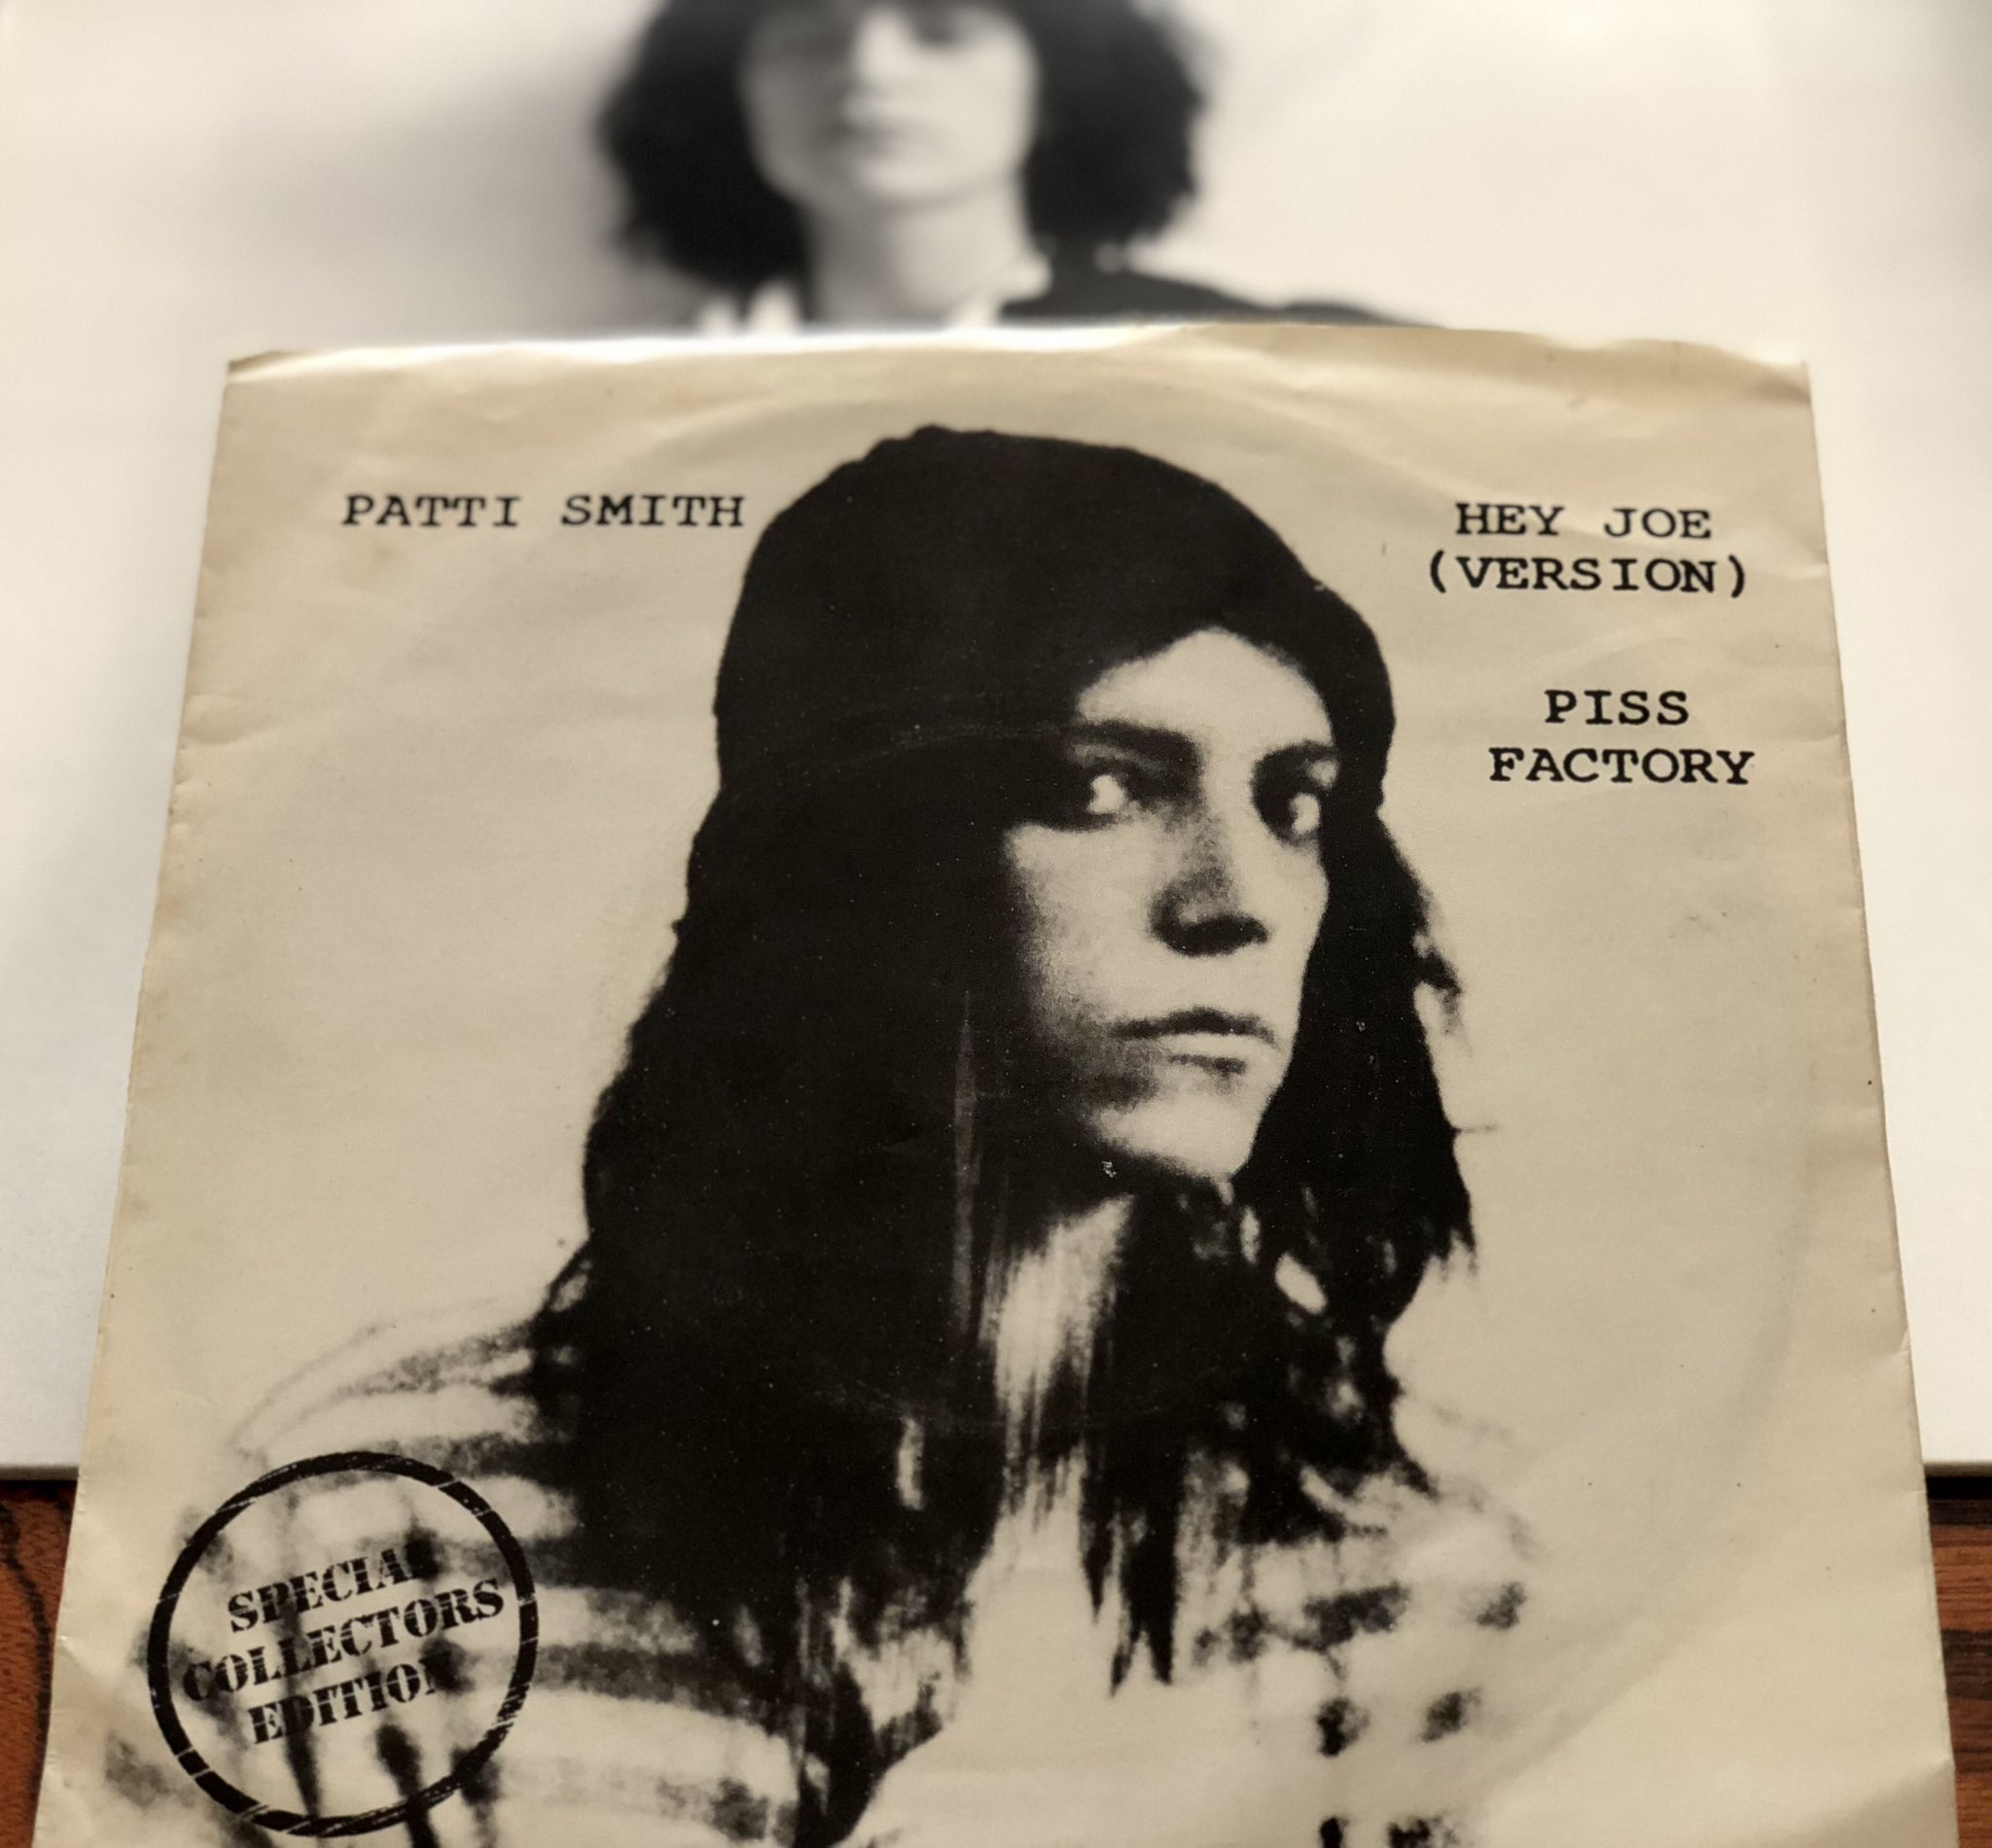 PATTI SMITH
HEY JOE
(VERSION)
PISS
FACTORY
SPECIAL
COLLECTORS
EDITION